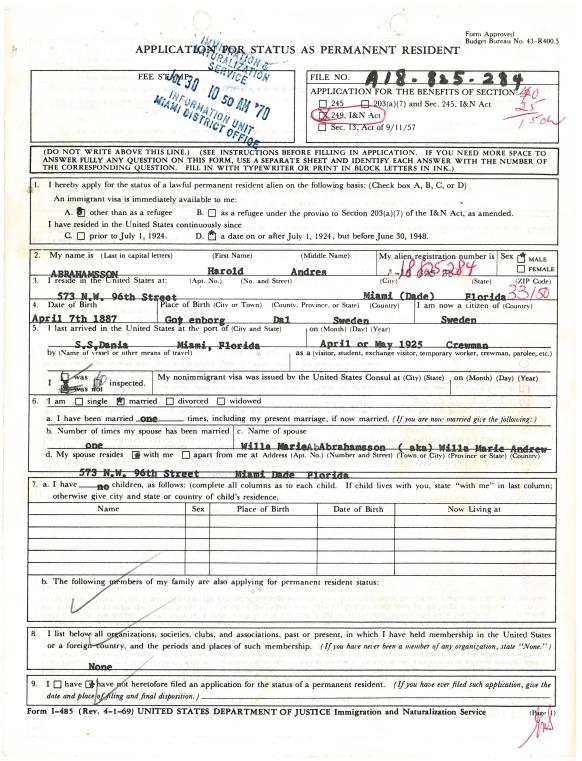 Form Approved
Budget Bureau No. 43-R400.5
APPLICATION FOR STATUS AS PERMANENT RESIDENT
FEE STAMP
IMMIGRATION &
NATURALIZATION
SERVICE
JUL 30 10 50 AM '70
INFORMATION UNIT
MIAMI DISTRICT OFFICE
FILE NO. A18-825-284
APPLICATION FOR THE BENEFITS OF SECTION:
245 203(a)(7) and Sec. 245, I&N Act
X 249, I&N Act
Sec. 13, Act of 9/11/57
25
(DO NOT WRITE ABOVE THIS LINE.) (SEE INSTRUCTIONS BEFORE FILLING IN APPLICATION. IF YOU NEED MORE SPACE TO
ANSWER FULLY ANY QUESTION ON THIS FORM, USE A SEPARATE SHEET AND IDENTIFY EACH ANSWER WITH THE NUMBER OF
THE CORRESPONDING QUESTION. FILL IN WITH TYPEWRITER OR PRINT IN BLOCK LETTERS IN INK.)
1. I hereby apply for the status of a lawful permanent resident alien on the following basis: (Check box A, B, C, or D)
An immigrant visa is immediately available to me:
A. other than as a refugee B. as a refugee under the proviso to Section 203(a)(7) of the I&N Act, as amended.
I have resided in the United States continuously since
C. prior to July 1, 1924. D. a date on or after July 1, 1924, but before June 30, 1948.
2. My name is (Last in capital letters) (First Name) (Middle Name) My alien registration number is Sex MALE
FEMALE
ABRAHAMSSON Harold Andres 18825284
3. I reside in the United States at: (Apt. No.) (No. and Street) (City) (State) (ZIP Code)
573 N.W. 96th Street Miami (Dade) Florida 33150
4. Date of Birth Place of Birth (City or Town) (County, Province or State) (Country) I am now a citizen of (Country)
April 7th 1887 Got enborg Dal Sweden Sweden
5. I last arrived in the United States at the port of (City and State) on (Month) (Day) (Year)
S.S,Dania Miami, Florida April or May 1925 Crewman
by (Name of vessel or other means of travel) as a (visitor, student, exchange visitor, temporary worker, crewman, parolee, etc.)
I was
was not inspected. My nonimmigrant visa was issued by the United States Consul at (City) (State) on (Month) (Day) (Year)
6. I am single married divorced widowed
a. I have been married one times, including my present marriage, if now married. (If you are now married give the following:)
b. Number of times my spouse has been married c. Name of spouse
one Willa Marie Abrahamsson ( aka) Willa Marie Andrew
d. My spouse resides with me apart from me at Address (Apt. No.) (Number and Street) (Town or City) (Province or State) (Country)
573 N.W. 96th Street Miami Dade Florida
7. a. I have no children, as follows: (complete all columns as to each child. If child lives with you, state "with me" in last column;
otherwise give city and state or country of child's residence.
Name Sex Place of Birth Date of Birth Now Living at
b. The following members of my family are also applying for permanent resident status:
8. I list below all organizations, societies, clubs, and associations, past or present, in which I have held membership in the United States
or a foreign country, and the periods and places of such membership. (If you have never been a member of any organization, state "None.")
None
9. I have have not heretofore filed an application for the status of a permanent resident. (If you have ever filed such application, give the
date and place of filing and final disposition.)
Form I-485 (Rev. 4-1-69) UNITED STATES DEPARTMENT OF JUSTICE Immigration and Naturalization Service (Page 1)